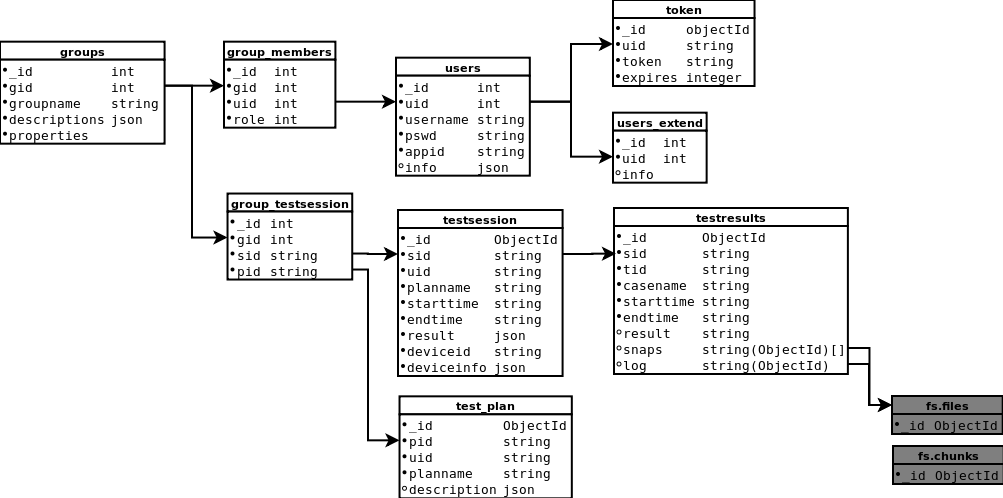 groups
_id int
gid int
groupname string
descriptions json
properties
group_members
_id int
gid int
uid int
role int
users
_id int
uid int
username string
pswd string
appid string
info json
token
_id objectId
uid string
token string
expires integer
users_extend
_id int
uid int
info
group_testsession
_id int
gid int
sid string
pid string
testsession
_id ObjectId
sid string
uid string
planname string
starttime string
endtime string
result json
deviceid string
deviceinfo json
testresults
_id ObjectId
sid string
tid string
casename string
starttime string
endtime string
result string
snaps string(ObjectId)[]
log string(ObjectId)
test_plan
_id ObjectId
pid string
uid string
planname string
description json
fs.files
_id ObjectId
fs.chunks
_id ObjectId